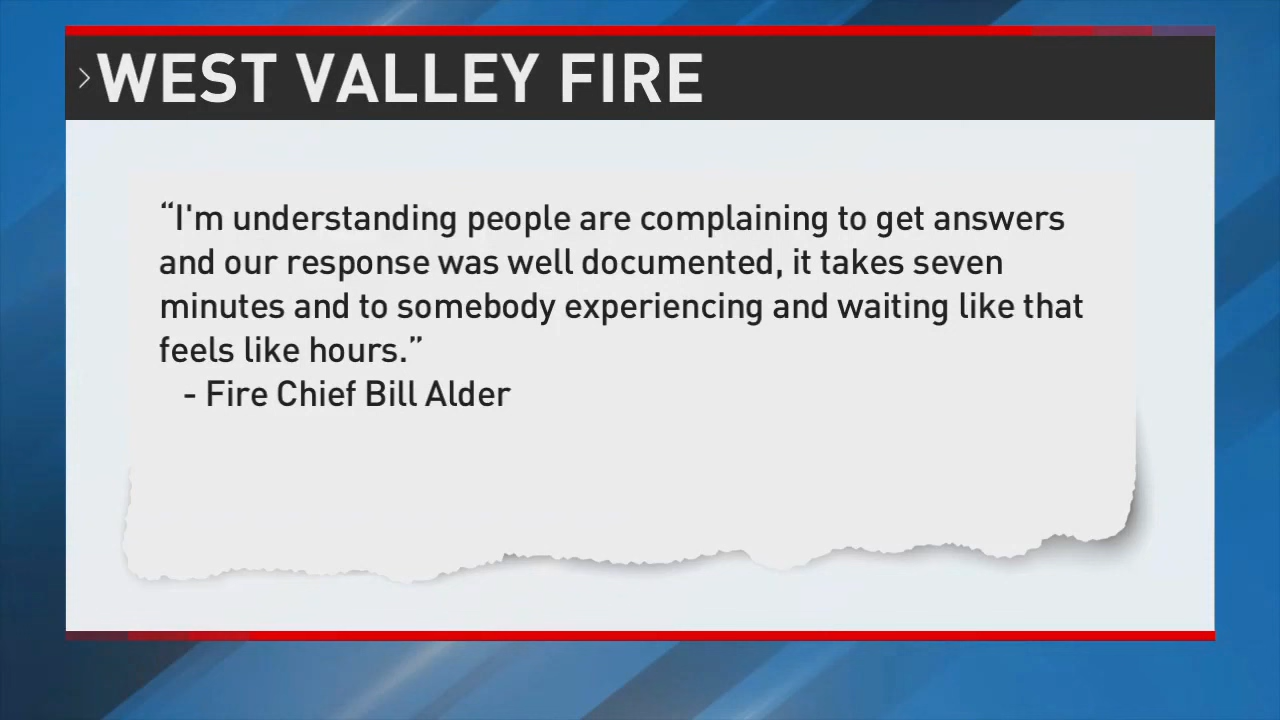 >WEST VALLEY FIRE
“I'm understanding people are complaining to get answers
and our response was well documented, it takes seven
minutes and to somebody experiencing and waiting like that
feels like hours.”
- Fire Chief Bill Alder